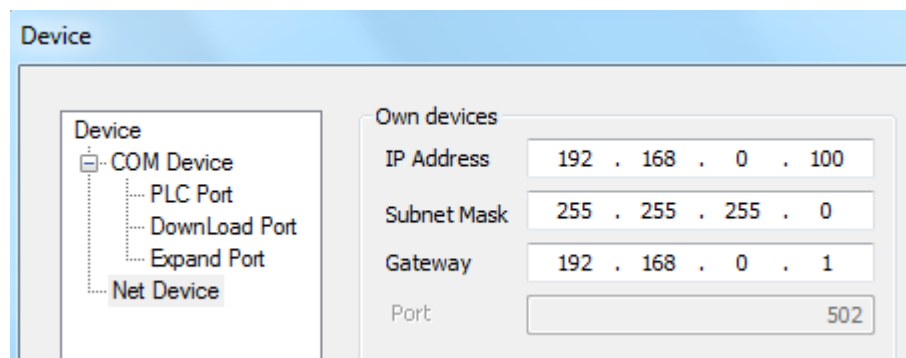 Device
Device
COM Device
PLC Port
DownLoad Port
Expand Port
Net Device
Own devices
IP Address 192 . 168 . 0 . 100
Subnet Mask 255 . 255 . 255 . 0
Gateway 192 . 168 . 0 . 1
Port 502